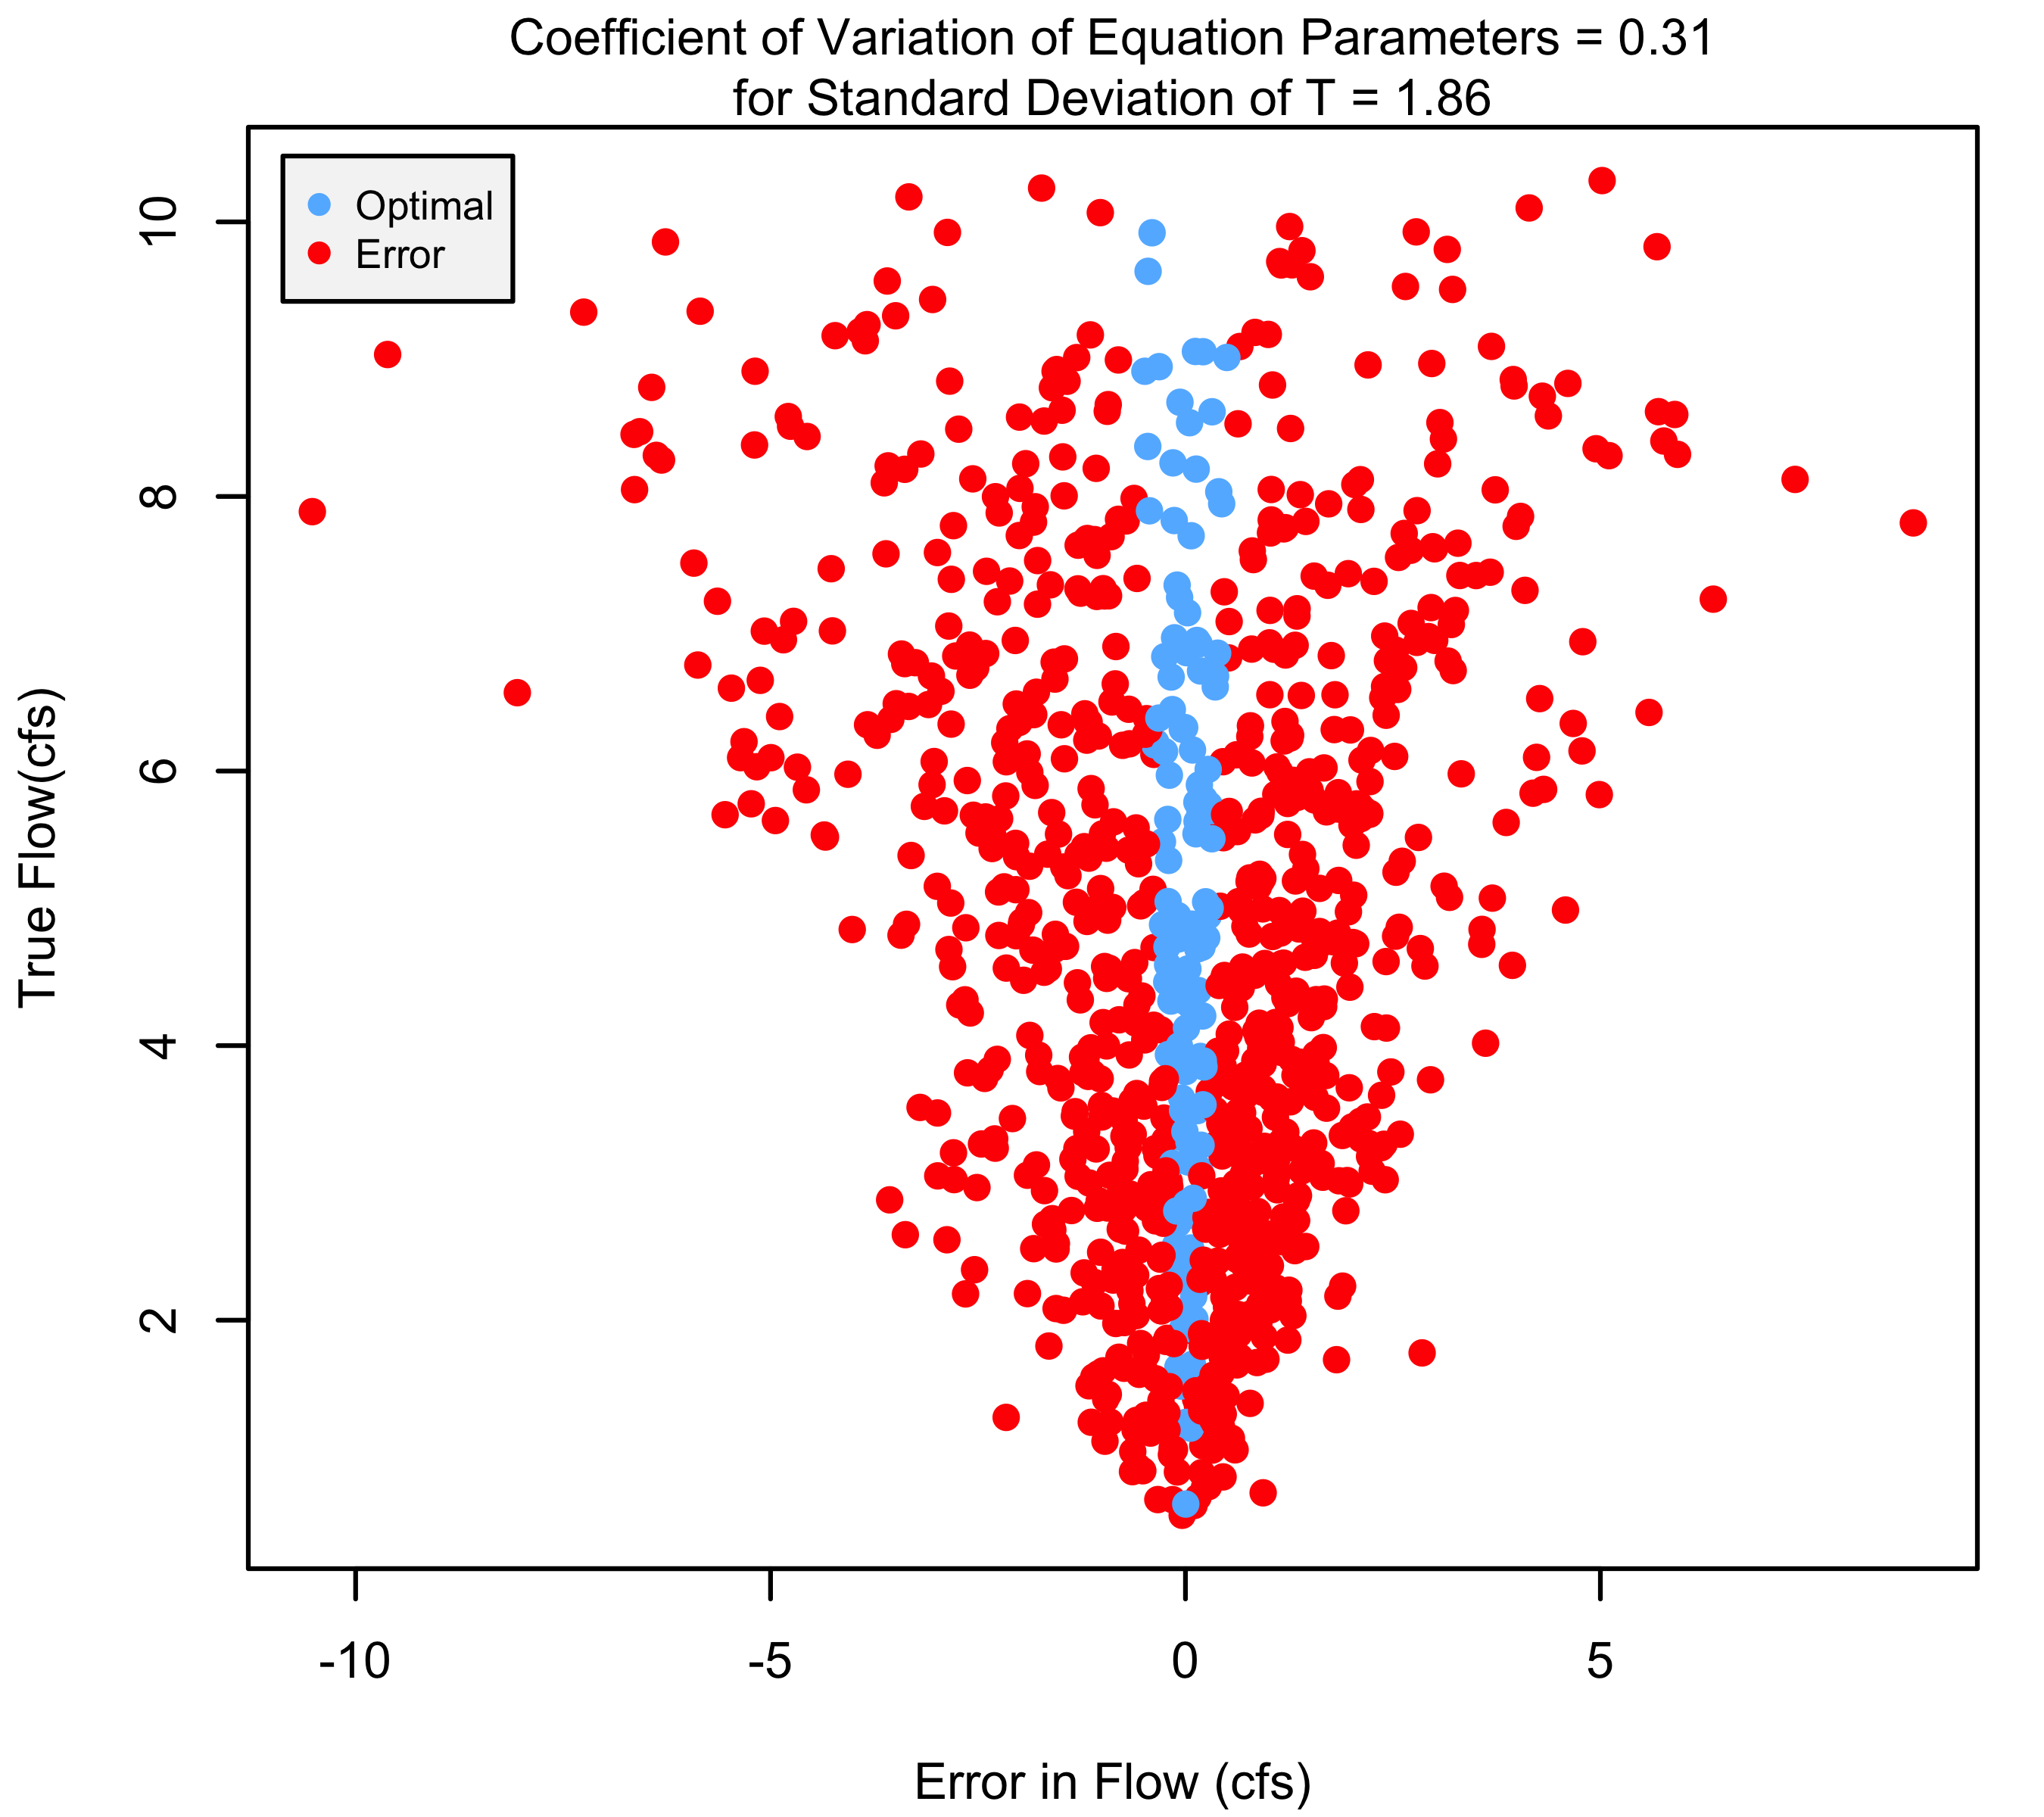 Coefficient of Variation of Equation Parameters = 0.31
for Standard Deviation of T = 1.86
Optimal
Error
True Flow(cfs)
10
8
6
4
2
-10
-5
0
5
Error in Flow (cfs)